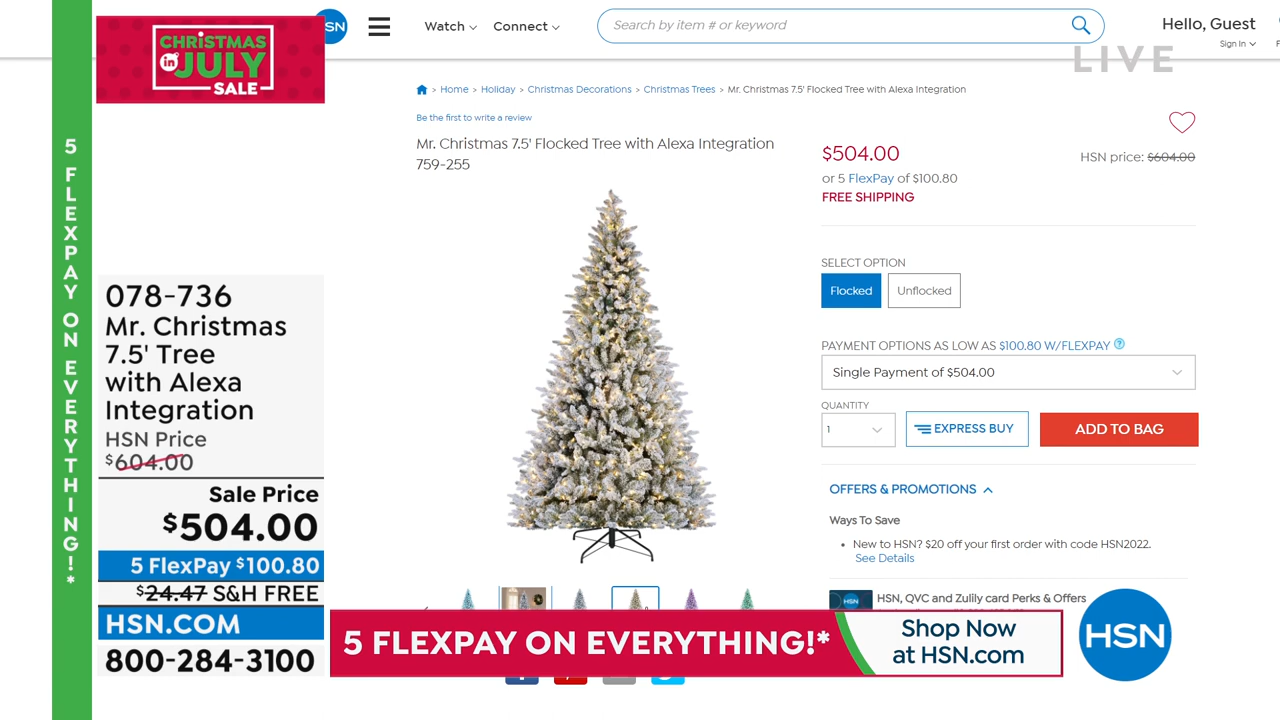 5 FLEXPAY ON EVERYTHING!*
CHRISTMAS
in
JULY
SALE
SN
Watch
Connect
Search by item # or keyword
Hello, Guest
Sign In
LIVE
> Home > Holiday > Christmas Decorations > Christmas Trees > Mr. Christmas 7.5' Flocked Tree with Alexa Integration
Be the first to write a review
Mr. Christmas 7.5' Flocked Tree with Alexa Integration
759-255
$504.00
HSN price: $604.00
or 5 FlexPay of $100.80
FREE SHIPPING
SELECT OPTION
Flocked
Unflocked
PAYMENT OPTIONS AS LOW AS $100.80 W/FLEXPAY ?
Single Payment of $504.00
QUANTITY
1
EXPRESS BUY
ADD TO BAG
OFFERS & PROMOTIONS
Ways To Save
• New to HSN? $20 off your first order with code HSN2022.
See Details
HSN
HSN, QVC and Zulily card Perks & Offers
078-736
Mr. Christmas
7.5' Tree
with Alexa
Integration
HSN Price
$604.00
Sale Price
$504.00
5 FlexPay $100.80
$24.47 S&H FREE
HSN.COM
800-284-3100
5 FLEXPAY ON EVERYTHING!*
Shop Now
at HSN.com
HSN